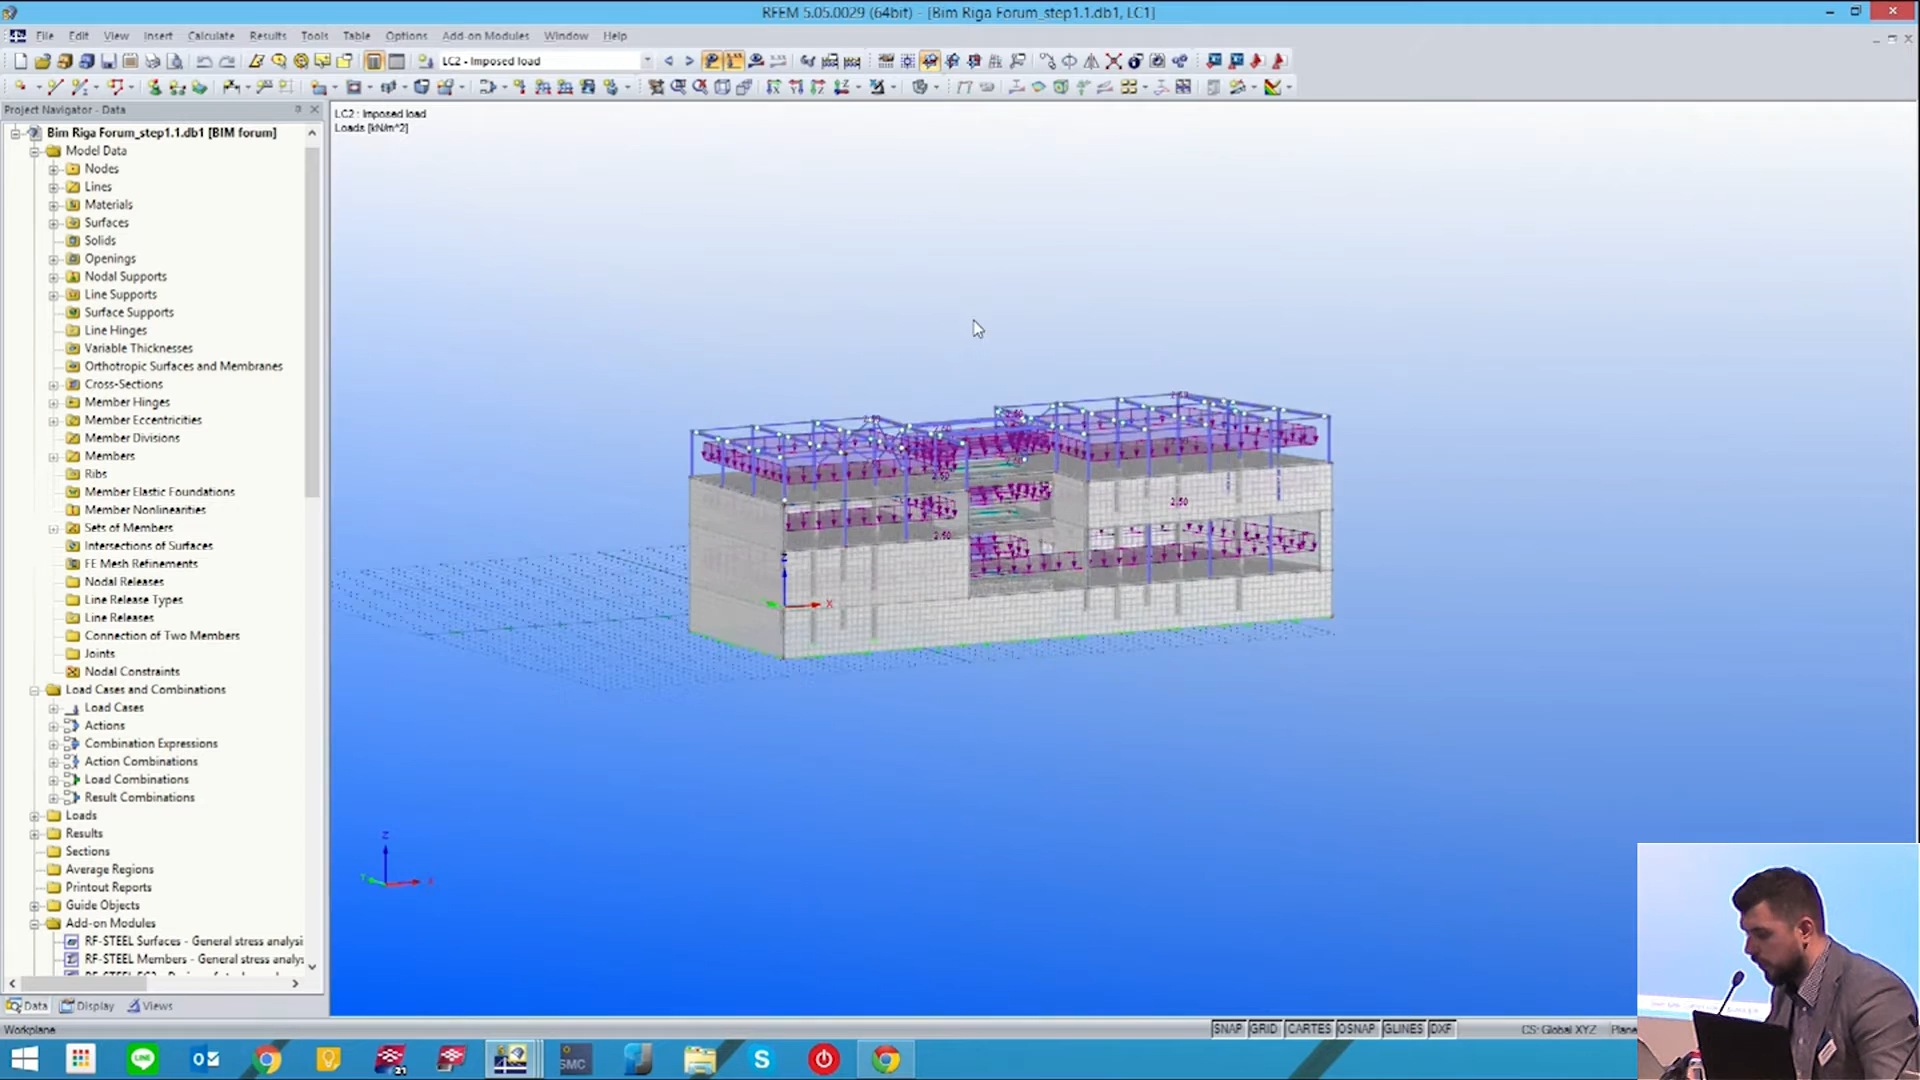 RFEM 5.05.0029 (64bit) - [Bim Riga Forum_step1.1.db1, LC1]
File Edit View Insert Calculate Results Tools Table Options Add-on Modules Window Help
LC2 - Imposed load
Project Navigator - Data
LC2 : Imposed load
Loads [kN/m^2]
Bim Riga Forum_step1.1.db1 [BIM forum]
Model Data
Nodes
Lines
Materials
Surfaces
Solids
Openings
Nodal Supports
Line Supports
Surface Supports
Line Hinges
Variable Thicknesses
Orthotropic Surfaces and Membranes
Cross-Sections
Member Hinges
Member Eccentricities
Member Divisions
Members
Ribs
Member Elastic Foundations
Member Nonlinearities
Sets of Members
Intersections of Surfaces
FE Mesh Refinements
Nodal Releases
Line Release Types
Line Releases
Connection of Two Members
Joints
Nodal Constraints
Load Cases and Combinations
Load Cases
Actions
Combination Expressions
Action Combinations
Load Combinations
Result Combinations
Loads
Results
Sections
Average Regions
Printout Reports
Guide Objects
Add-on Modules
RF-STEEL Surfaces - General stress analysi
RF-STEEL Members - General stress analys
2.50
2.50
Z
X
Z
Data Display Views
Workplane
SNAP GRID CARTES OSNAP GLINES DXF CS: Global XYZ Plane
LINE
21
SMC